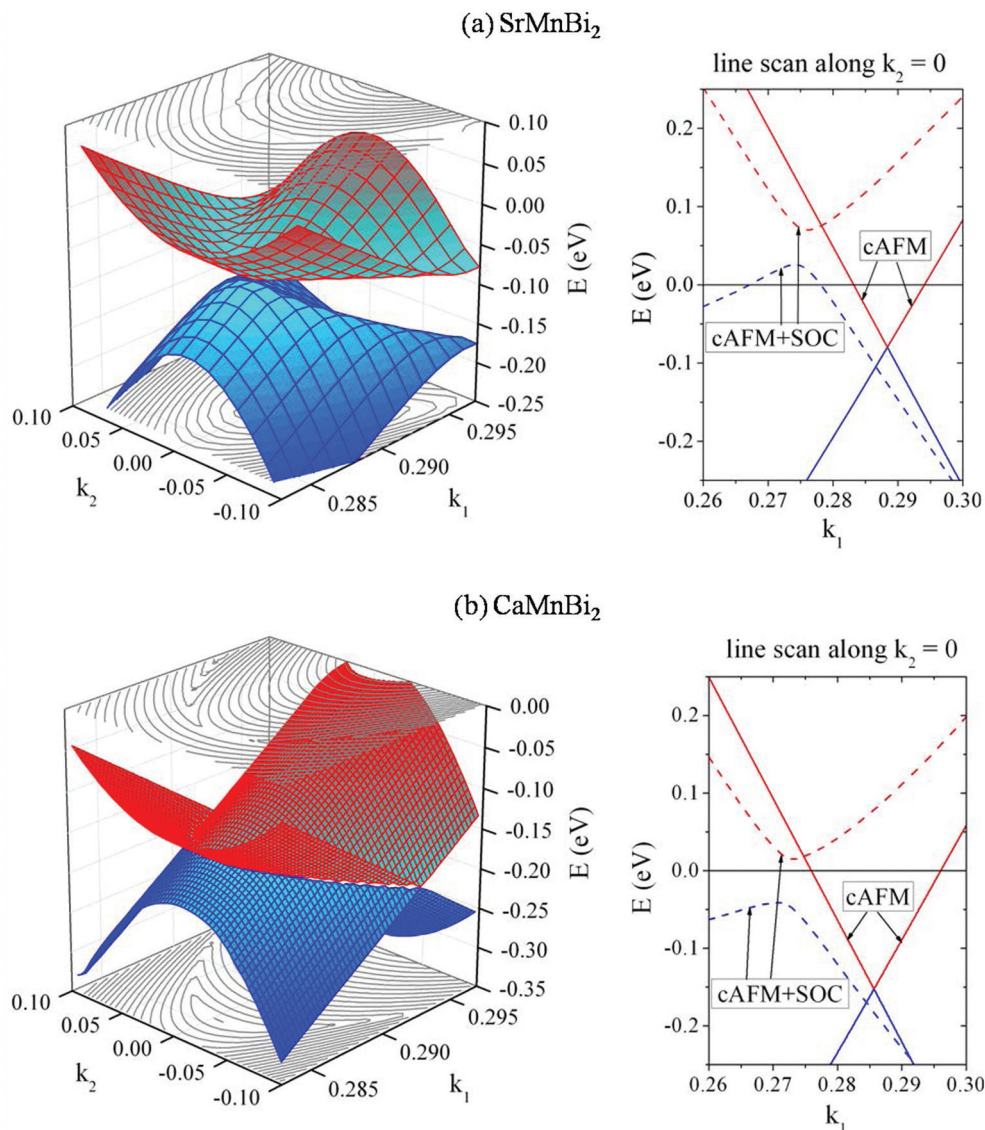 (a) SrMnBi₂
line scan along k₂ = 0
0.10
0.05
0.00
-0.05
-0.10
-0.15
-0.20
-0.25
E (eV)
0.10
0.05
0.00
-0.05
-0.10
k₂
0.295
0.290
0.285
k₁
0.2
0.1
0.0
-0.1
-0.2
E (eV)
cAFM
cAFM+SOC
0.26 0.27 0.28 0.29 0.30
k₁
(b) CaMnBi₂
line scan along k₂ = 0
0.00
-0.05
-0.10
-0.15
-0.20
-0.25
-0.30
-0.35
E (eV)
0.10
0.05
0.00
-0.05
-0.10
k₂
0.295
0.290
0.285
k₁
0.2
0.1
0.0
-0.1
-0.2
E (eV)
cAFM
cAFM+SOC
0.26 0.27 0.28 0.29 0.30
k₁